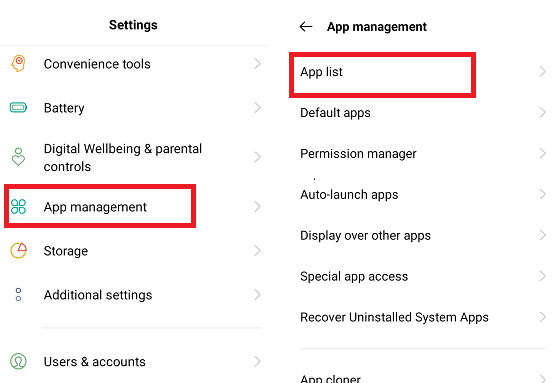 Settings
Convenience tools
Battery
Digital Wellbeing & parental
controls
App management
Storage
Additional settings
Users & accounts
App management
App list
Default apps
Permission manager
Auto-launch apps
Display over other apps
Special app access
Recover Uninstalled System Apps
App cloner